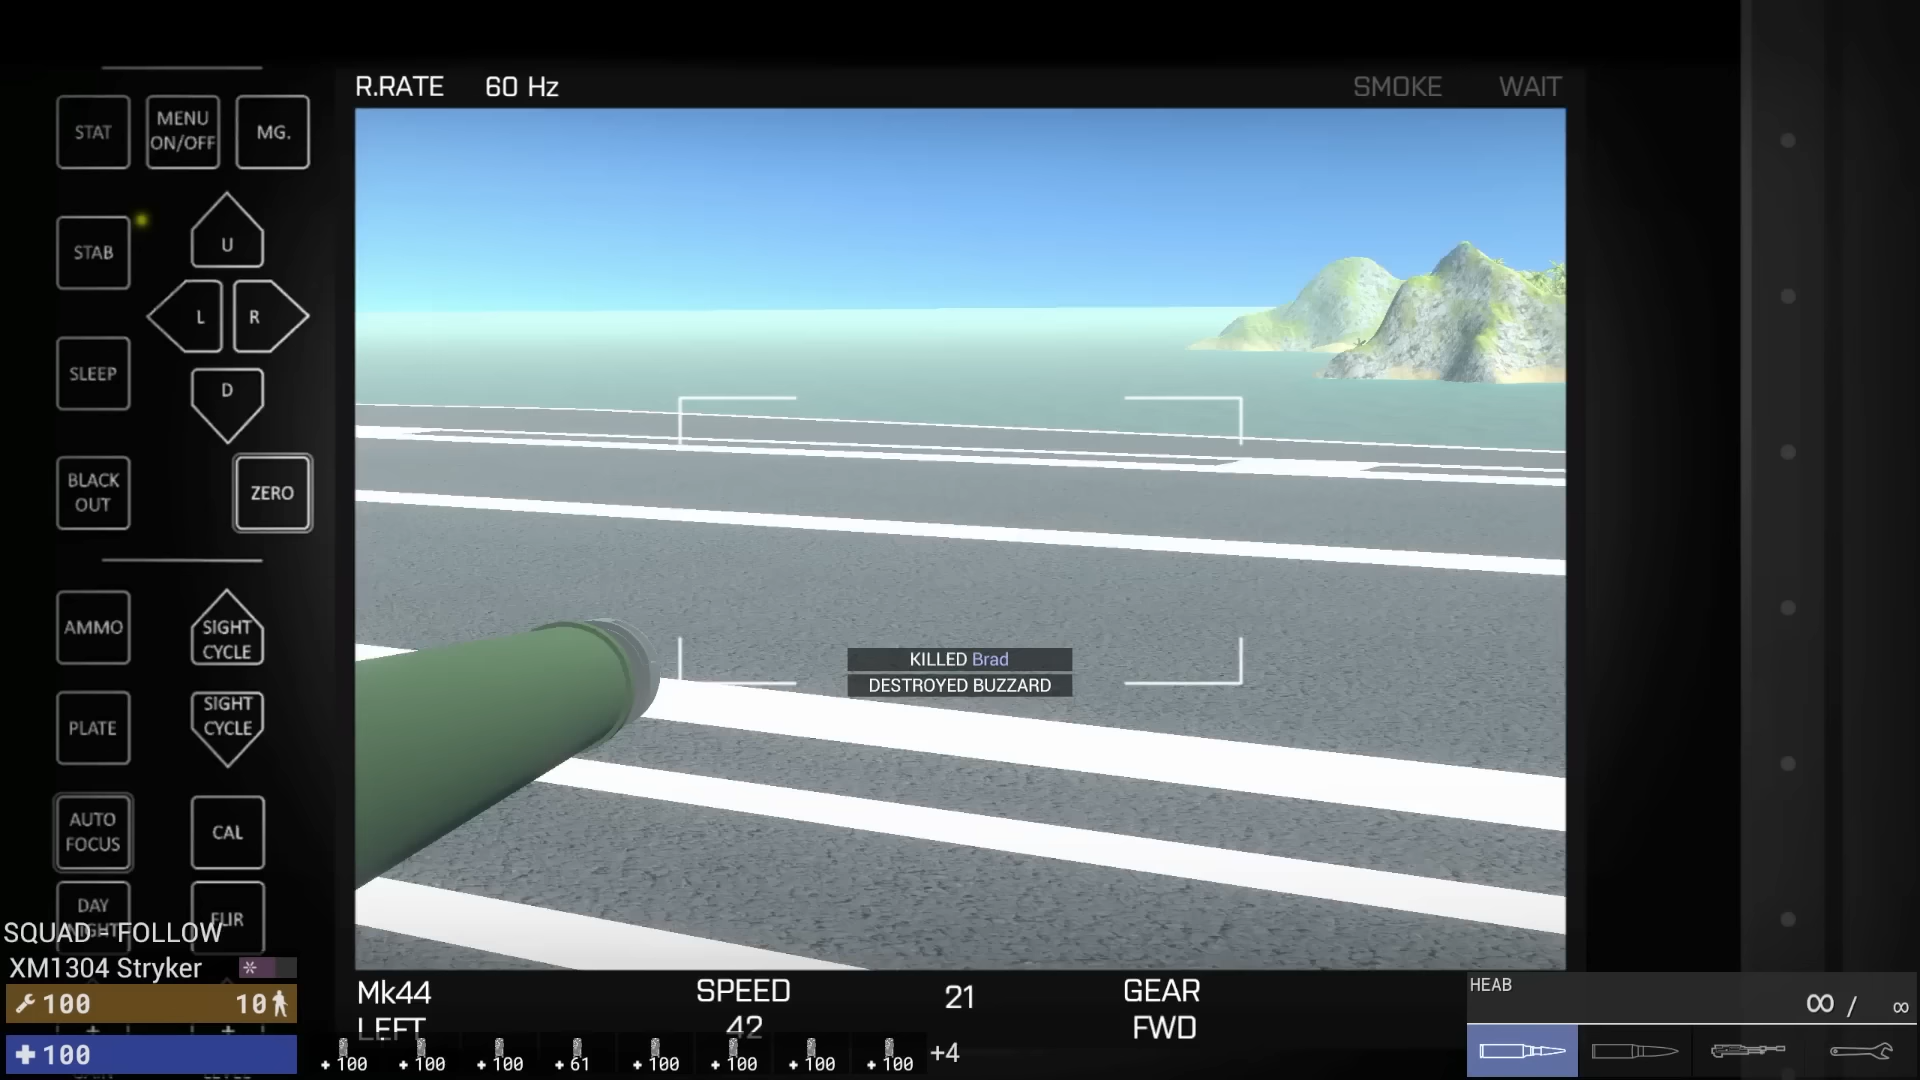 R.RATE 60 Hz SMOKE WAIT
STAT
MENU ON/OFF
MG.
STAB
U
L R
D
SLEEP
BLACK OUT
ZERO
AMMO
SIGHT CYCLE
PLATE
SIGHT CYCLE
AUTO FOCUS
CAL
DAY
FLIR
KILLED Brad
DESTROYED BUZZARD
SQUAD - FOLLOW
XM1304 Stryker
100 10
+ 100
Mk44
LEFT
SPEED
42
21
GEAR
FWD
+ 100 + 100 + 100 + 61 + 100 + 100 + 100 + 100 +4
HEAB
∞ / ∞